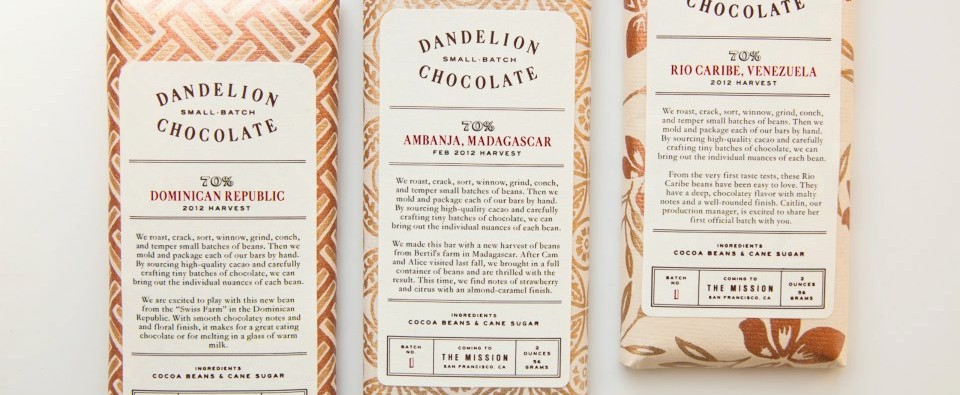 DANDELION
SMALL-BATCH
CHOCOLATE
70%
DOMINICAN REPUBLIC
2012 HARVEST
We roast, crack, sort, winnow, grind, conch,
and temper small batches of beans. Then we
mold and package each of our bars by hand.
By sourcing high-quality cacao and carefully
crafting tiny batches of chocolate, we can
bring out the individual nuances of each bean.
We are excited to play with this new bean
from the "Swiss Farm" in the Dominican
Republic. With smooth chocolatey notes and
and floral finish, it makes for a great eating
chocolate or for melting in a glass of warm
milk.
INGREDIENTS
COCOA BEANS & CANE SUGAR
DANDELION
SMALL-BATCH
CHOCOLATE
70%
AMBANJA, MADAGASCAR
FEB 2012 HARVEST
We roast, crack, sort, winnow, grind, conch,
and temper small batches of beans. Then we
mold and package each of our bars by hand.
By sourcing high-quality cacao and carefully
crafting tiny batches of chocolate, we can
bring out the individual nuances of each bean.
We made this bar with a new harvest of beans
from Bertil's farm in Madagascar. After Cam
and Alice visited last fall, we brought in a full
container of beans and are thrilled with the
result. This time, we find notes of strawberry
and citrus with an almond-caramel finish.
INGREDIENTS
COCOA BEANS & CANE SUGAR
BATCH
NO
COMING TO
THE MISSION
SAN FRANCISCO, CA
2
OUNCES
56
GRAMS
CHOCOLATE
70%
RIO CARIBE, VENEZUELA
2012 HARVEST
We roast, crack, sort, winnow, grind, conch,
and temper small batches of beans. Then we
mold and package each of our bars by hand.
By sourcing high-quality cacao and carefully
crafting tiny batches of chocolate, we can
bring out the individual nuances of each bean.
From the very first taste tests, these Rio
Caribe beans have been easy to love. They
have a deep, chocolatey flavor with malty
notes and a well-rounded finish. Caitlin, our
production manager, is excited to share her
first official batch with you.
INGREDIENTS
COCOA BEANS & CANE SUGAR
BATCH
NO
COMING TO
THE MISSION
SAN FRANCISCO, CA
2
OUNCES
56
GRAMS